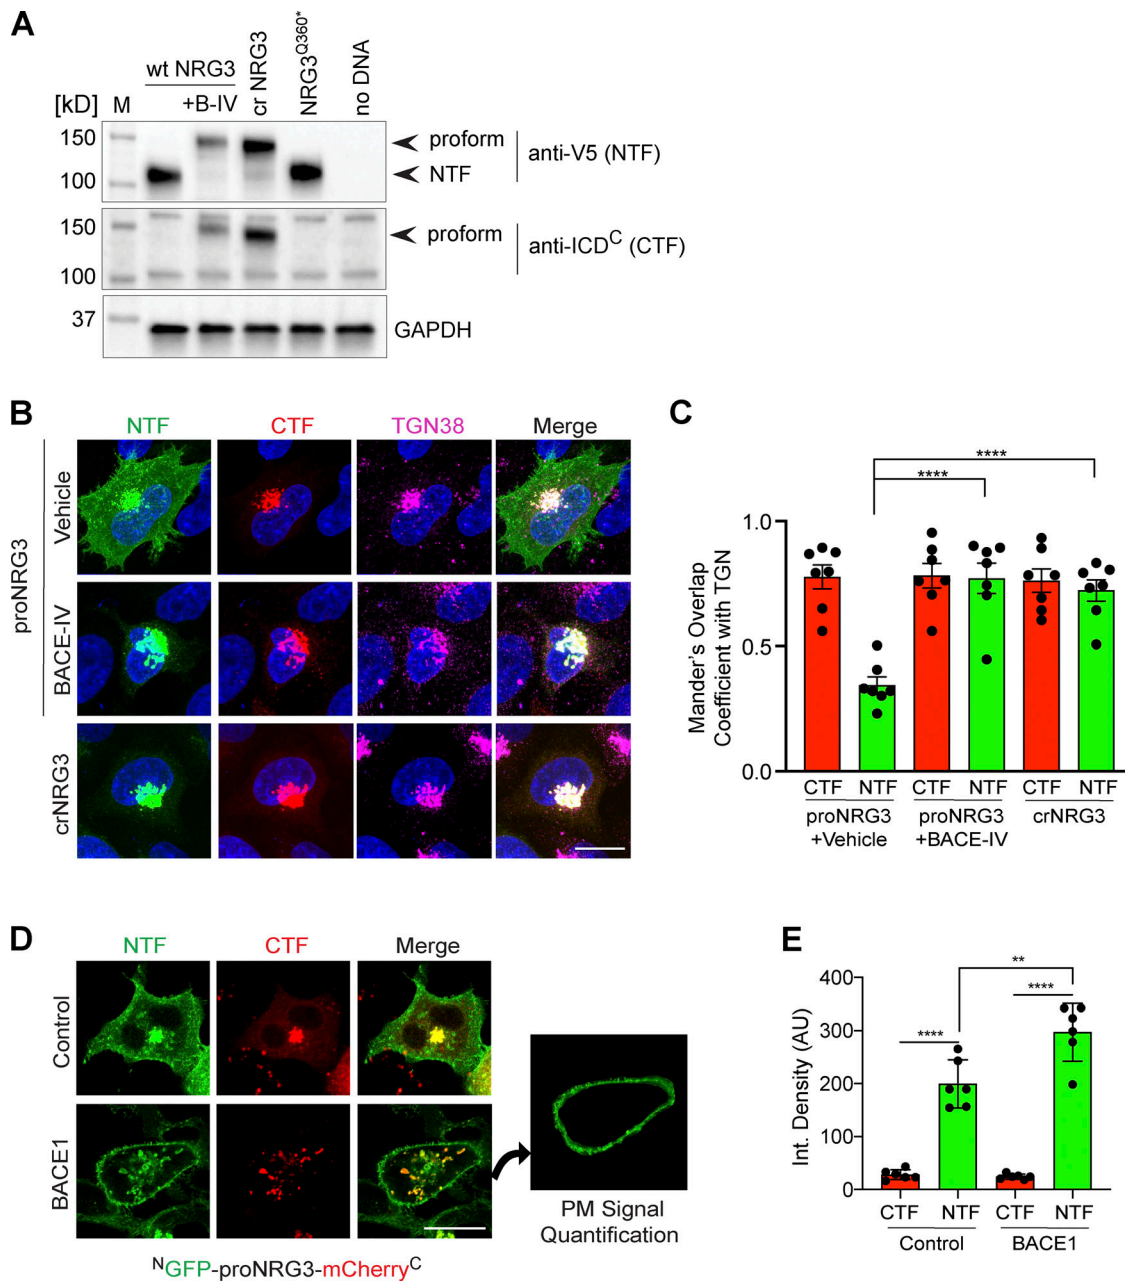 A
wt NRG3
cr NRG3
NRG3Q360*
no DNA
[kD] M +B-IV
150
100
proform
NTF
anti-V5 (NTF)
150
100
proform
anti-ICDC (CTF)
37
GAPDH
B
NTF CTF TGN38 Merge
proNRG3
Vehicle
BACE-IV
crNRG3
C
****
****
Mander's Overlap
Coefficient with TGN
1.0
0.5
0.0
CTF NTF CTF NTF CTF NTF
proNRG3 proNRG3 crNRG3
+Vehicle +BACE-IV
D
NTF CTF Merge
Control
BACE1
PM Signal
Quantification
NGFP-proNRG3-mCherryC
E
**
****
****
Int. Density (AU)
400
300
200
100
0
CTF NTF CTF NTF
Control BACE1